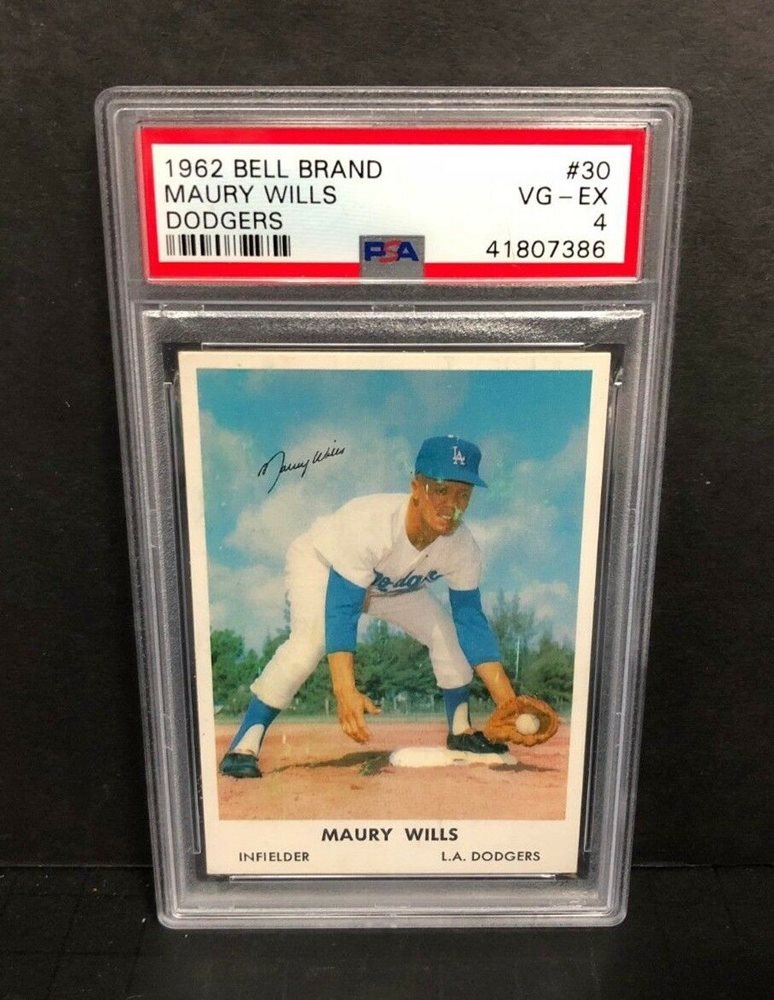 1962 BELL BRAND #30
MAURY WILLS VG-EX
DODGERS 4
PSA 41807386
Maury Wills
LA
Dodgers
MAURY WILLS
INFIELDER L.A. DODGERS